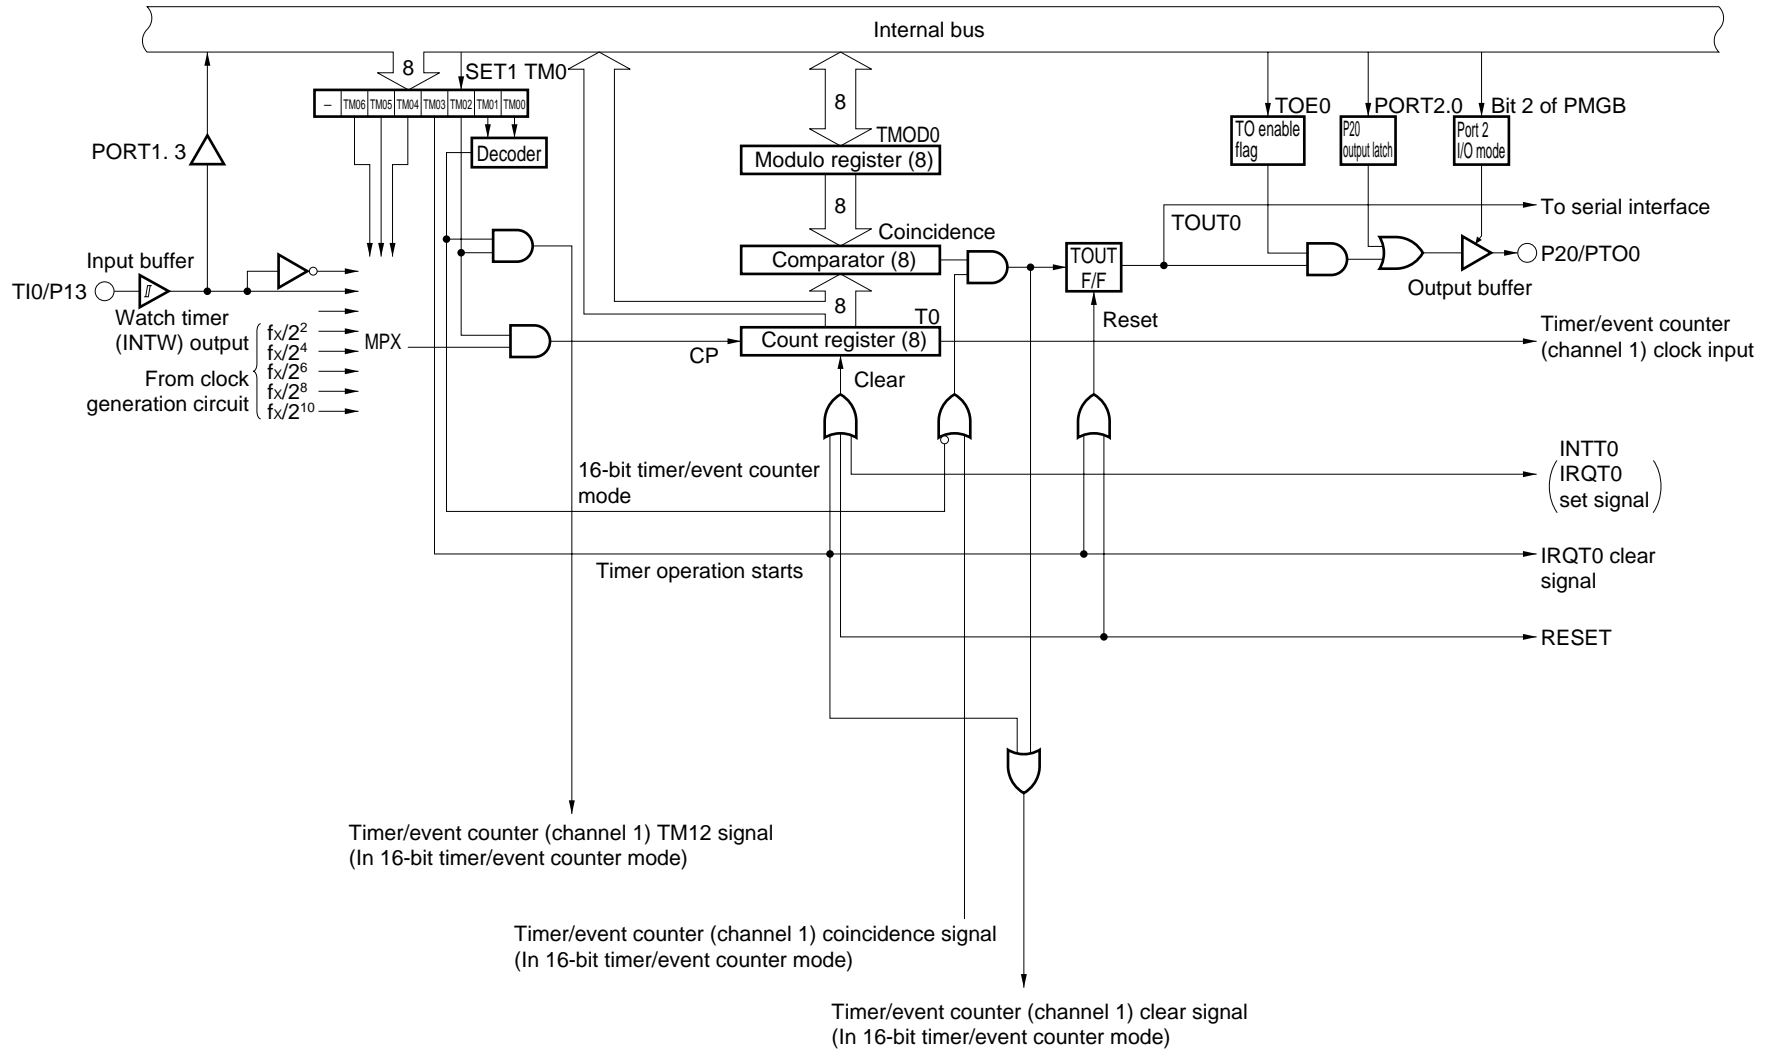 Internal bus
8
SET1 TM0
– TM06 TM05 TM04 TM03 TM02 TM01 TM00
Decoder
PORT1. 3
8
TMOD0
Modulo register (8)
8
Coincidence
Comparator (8)
8
T0
Count register (8)
CP
Clear
TOE0
TO enable
flag
PORT2.0
P20
output latch
Bit 2 of PMGB
Port 2
I/O mode
To serial interface
TOUT0
TOUT
F/F
Reset
P20/PTO0
Output buffer
Input buffer
TI0/P13
Watch timer
(INTW) output
From clock
generation circuit
fX/2²
fX/2⁴
fX/2⁶
fX/2⁸
fX/2¹⁰
MPX
Timer/event counter
(channel 1) clock input
16-bit timer/event counter
mode
INTT0
IRQT0
set signal
Timer operation starts
IRQT0 clear
signal
RESET
Timer/event counter (channel 1) TM12 signal
(In 16-bit timer/event counter mode)
Timer/event counter (channel 1) coincidence signal
(In 16-bit timer/event counter mode)
Timer/event counter (channel 1) clear signal
(In 16-bit timer/event counter mode)